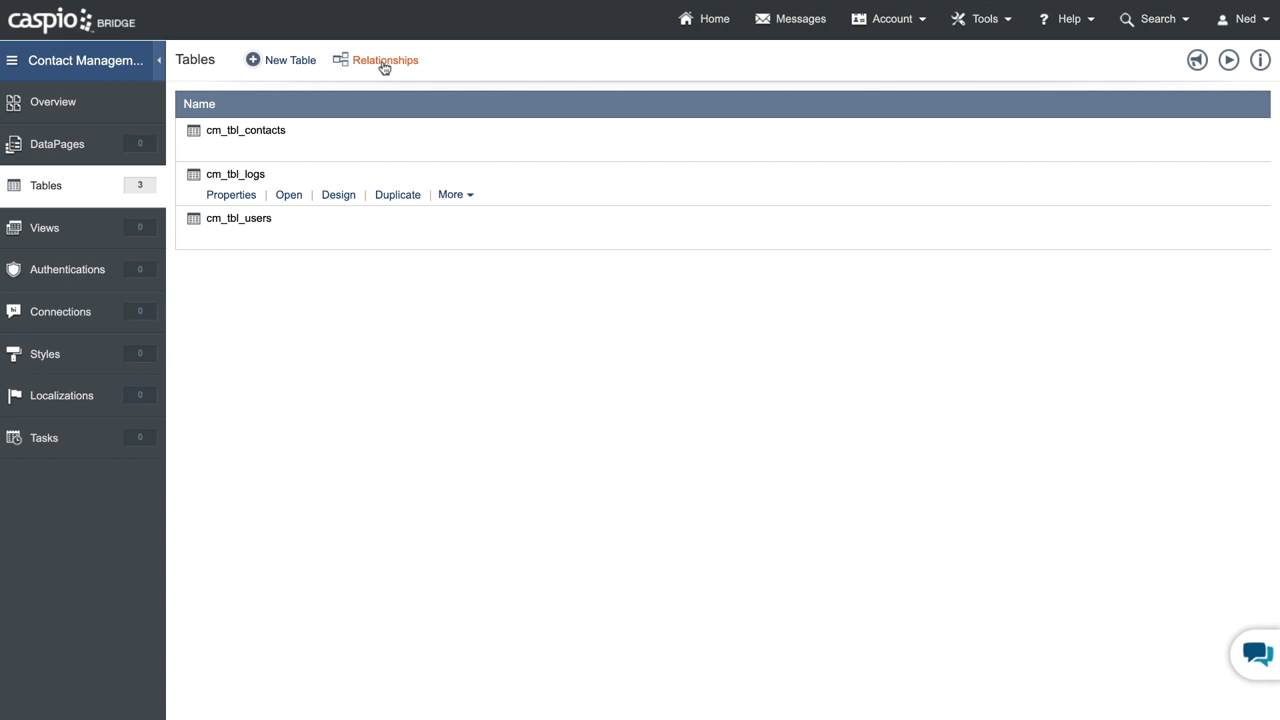 caspio BRIDGE
Home Messages Account Tools ? Help Search Ned
Contact Managem...
Tables New Table Relationships
Overview
DataPages 0
Tables 3
Views 0
Authentications 0
Connections 0
Styles 0
Localizations 0
Tasks 0
Name
cm_tbl_contacts
cm_tbl_logs
Properties | Open | Design | Duplicate | More
cm_tbl_users